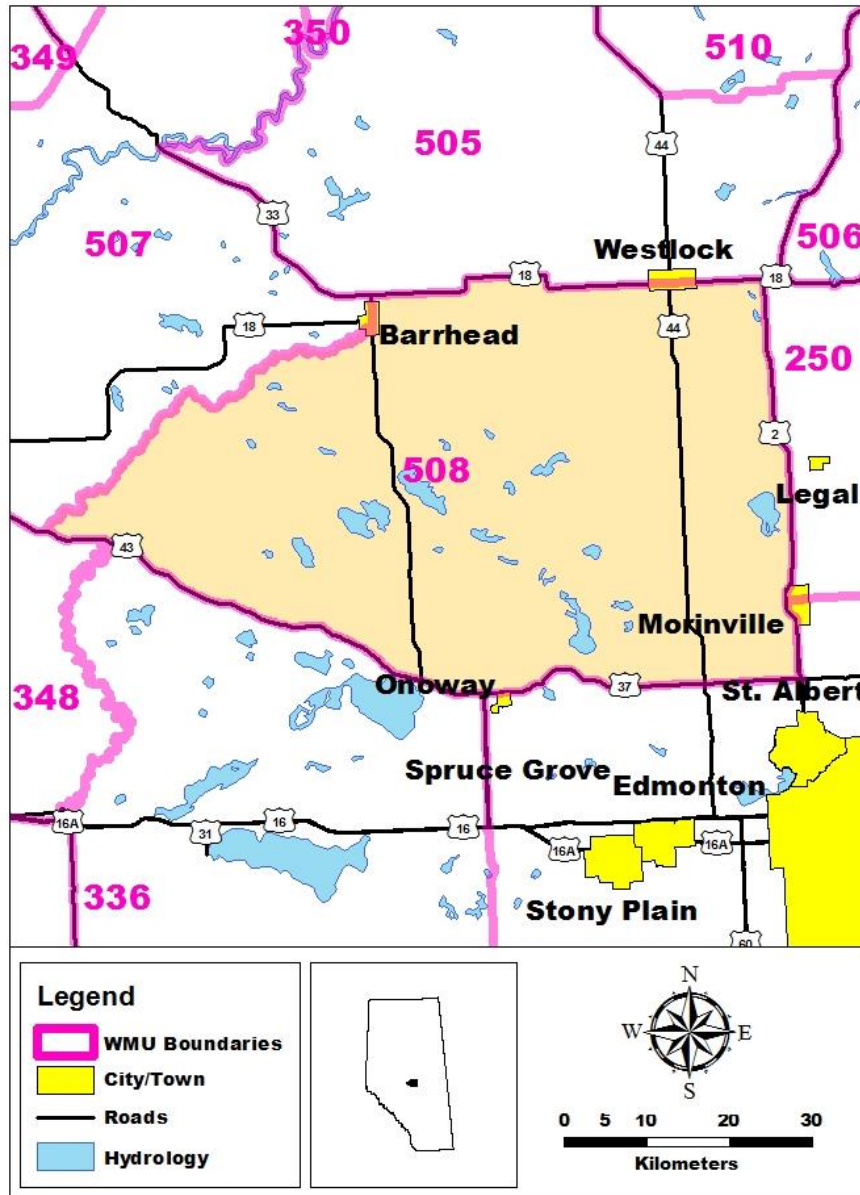 350
349
510
44
505
33
507
506
Westlock
18
18
18
44
Barrhead
250
2
508
Legal
43
Morinville
348
Onoway
37
St. Albert
Spruce Grove
Edmonton
16A
31
16
16
16A
16A
336
Stony Plain
60
Legend
WMU Boundaries
City/Town
Roads
Hydrology
N
W E
S
0 5 10 20 30
Kilometers